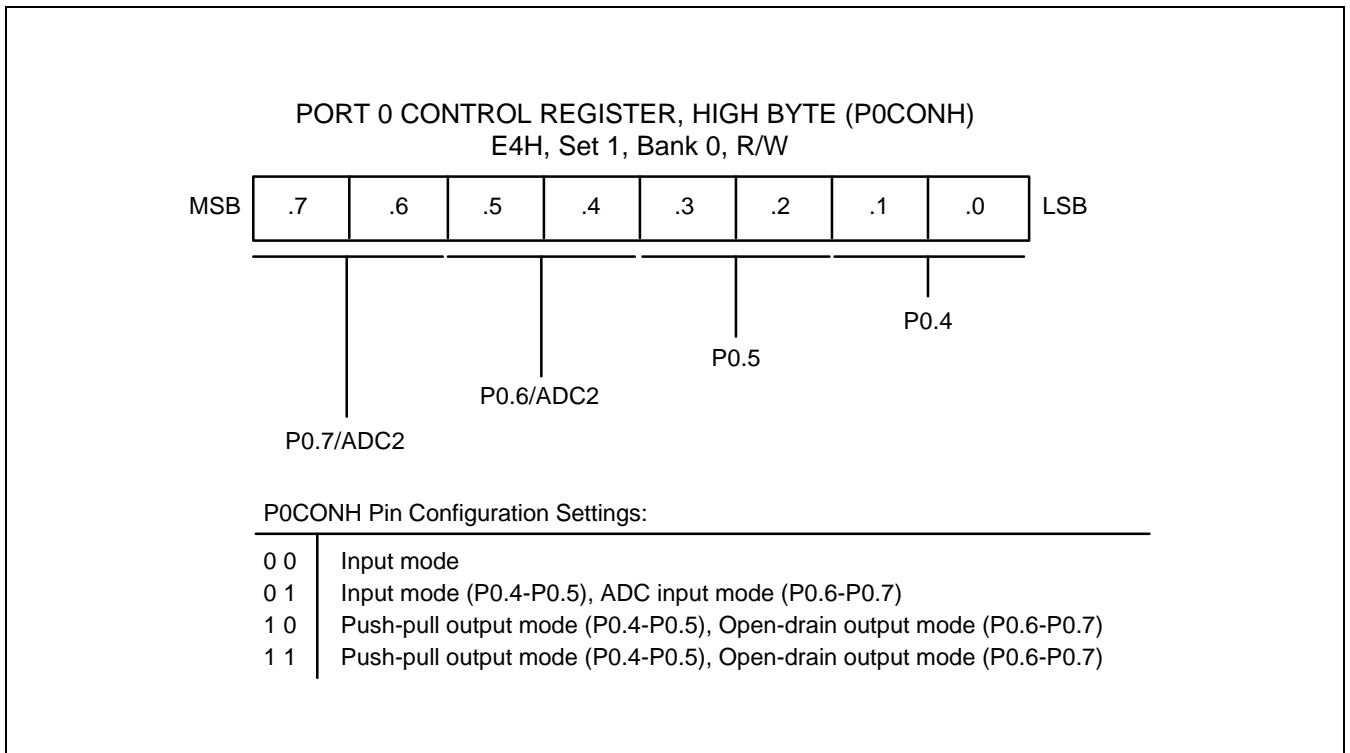 PORT 0 CONTROL REGISTER, HIGH BYTE (P0CONH)
E4H, Set 1, Bank 0, R/W
MSB .7 .6 .5 .4 .3 .2 .1 .0 LSB
P0.4
P0.5
P0.6/ADC2
P0.7/ADC2
P0CONH Pin Configuration Settings:
0 0 Input mode
0 1 Input mode (P0.4-P0.5), ADC input mode (P0.6-P0.7)
1 0 Push-pull output mode (P0.4-P0.5), Open-drain output mode (P0.6-P0.7)
1 1 Push-pull output mode (P0.4-P0.5), Open-drain output mode (P0.6-P0.7)